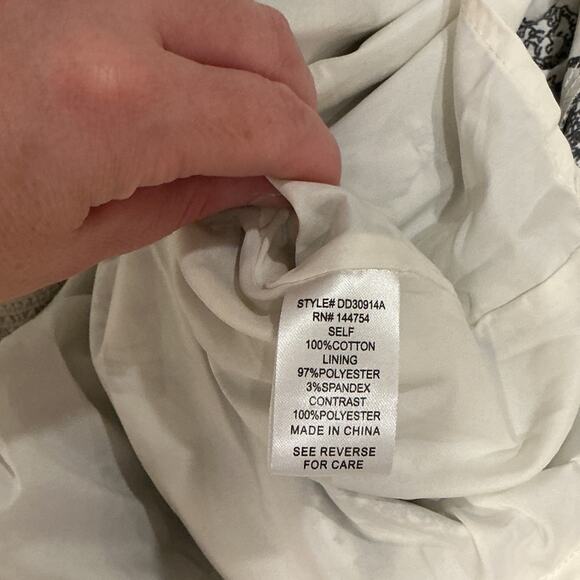 STYLE# DD30914A
RN# 144754
SELF
100%COTTON
LINING
97%POLYESTER
3%SPANDEX
CONTRAST
100%POLYESTER
MADE IN CHINA
SEE REVERSE
FOR CARE